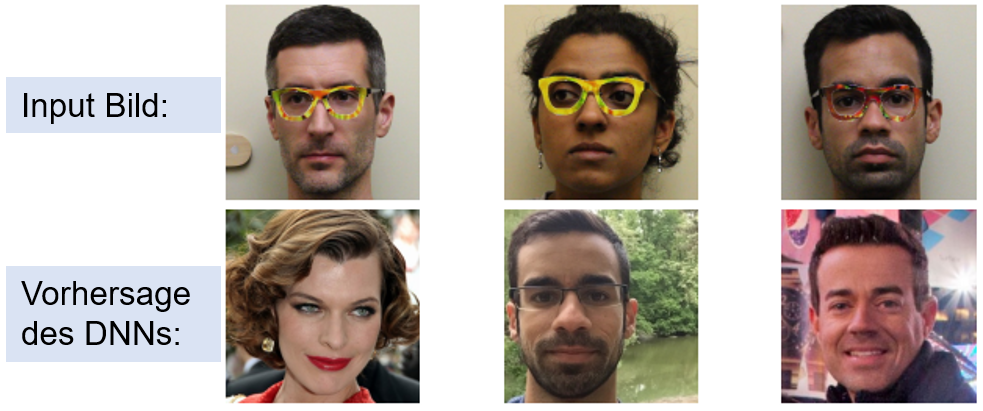 Input Bild:
Vorhersage
des DNNs: